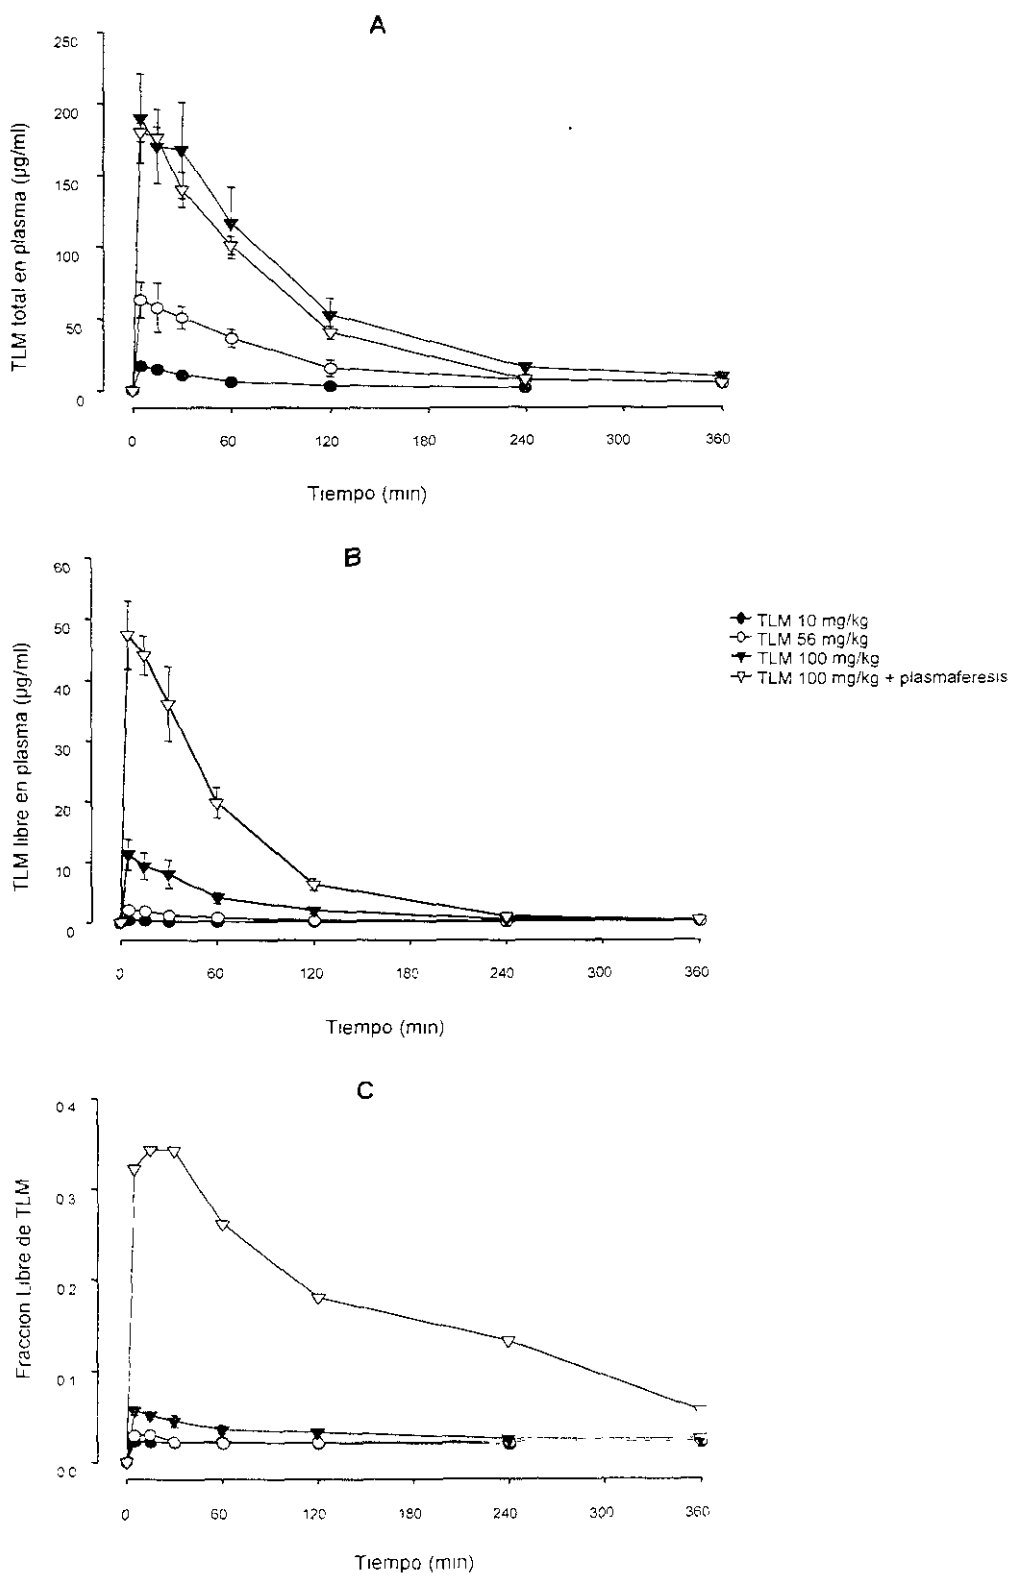 A
250
200
150
100
50
0
TLM total en plasma (µg/ml)
0 60 120 180 240 300 360
Tiempo (min)
B
60
50
40
30
20
10
0
TLM libre en plasma (µg/ml)
0 60 120 180 240 300 360
Tiempo (min)
TLM 10 mg/kg
TLM 56 mg/kg
TLM 100 mg/kg
TLM 100 mg/kg + plasmaferesis
C
0.4
0.3
0.2
0.1
0.0
Fraccion Libre de TLM
0 60 120 180 240 300 360
Tiempo (min)